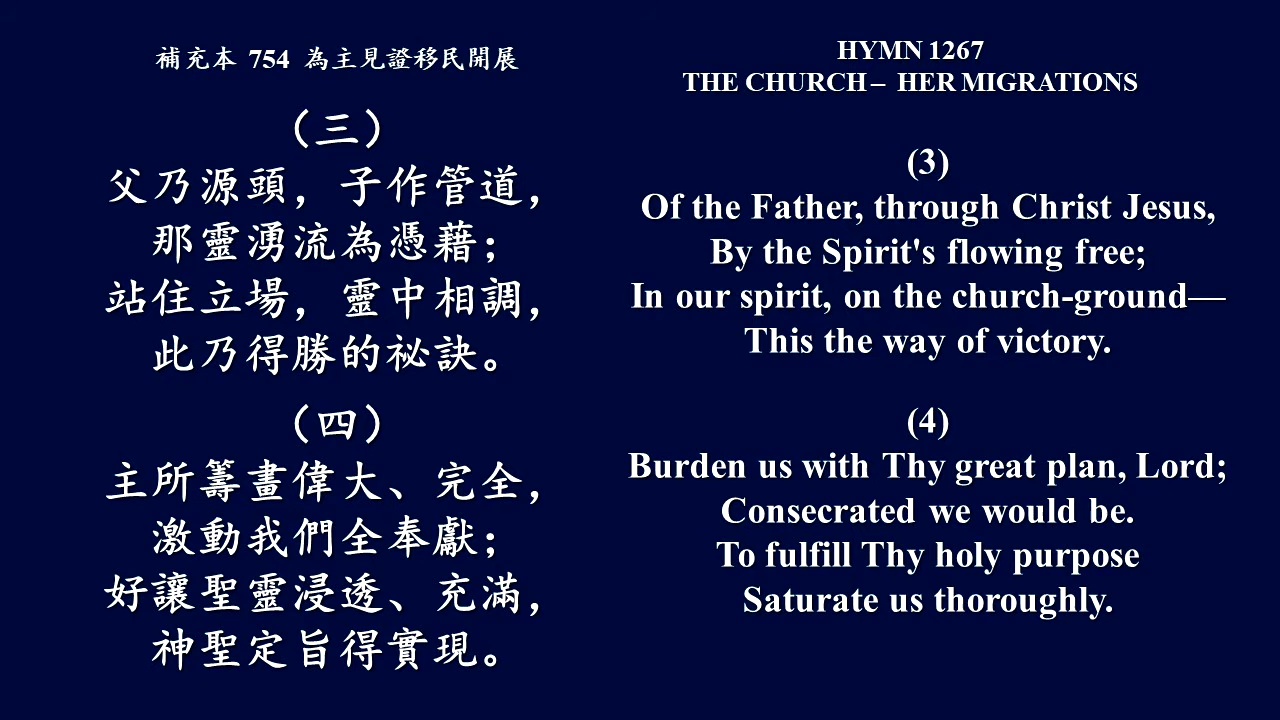 補充本 754 為主見證移民開展
（三）
父乃源頭，子作管道，
那靈湧流為憑藉；
站住立場，靈中相調，
此乃得勝的祕訣。
（四）
主所籌畫偉大、完全，
激動我們全奉獻；
好讓聖靈浸透、充滿，
神聖定旨得實現。
HYMN 1267
THE CHURCH – HER MIGRATIONS
(3)
Of the Father, through Christ Jesus,
By the Spirit's flowing free;
In our spirit, on the church-ground—
This the way of victory.
(4)
Burden us with Thy great plan, Lord;
Consecrated we would be.
To fulfill Thy holy purpose
Saturate us thoroughly.